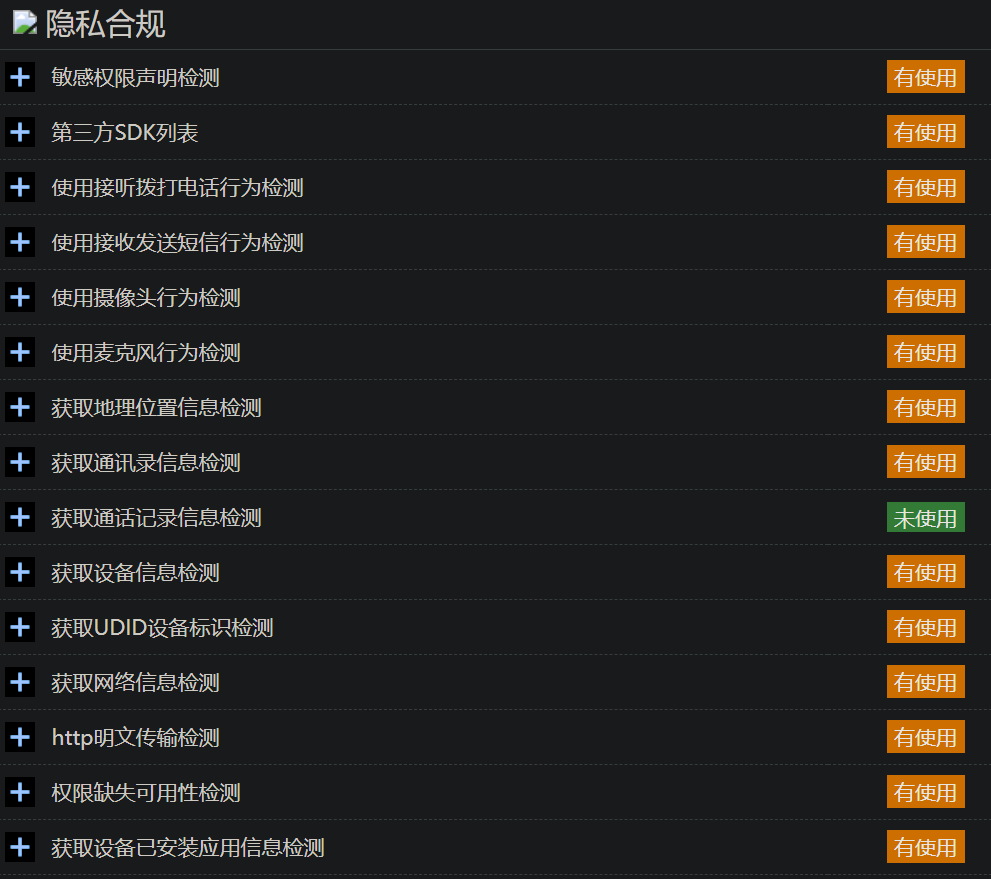 隐私合规
敏感权限声明检测 有使用
第三方SDK列表 有使用
使用接听拨打电话行为检测 有使用
使用接收发送短信行为检测 有使用
使用摄像头行为检测 有使用
使用麦克风行为检测 有使用
获取地理位置信息检测 有使用
获取通讯录信息检测 有使用
获取通话记录信息检测 未使用
获取设备信息检测 有使用
获取UDID设备标识检测 有使用
获取网络信息检测 有使用
http明文传输检测 有使用
权限缺失可用性检测 有使用
获取设备已安装应用信息检测 有使用